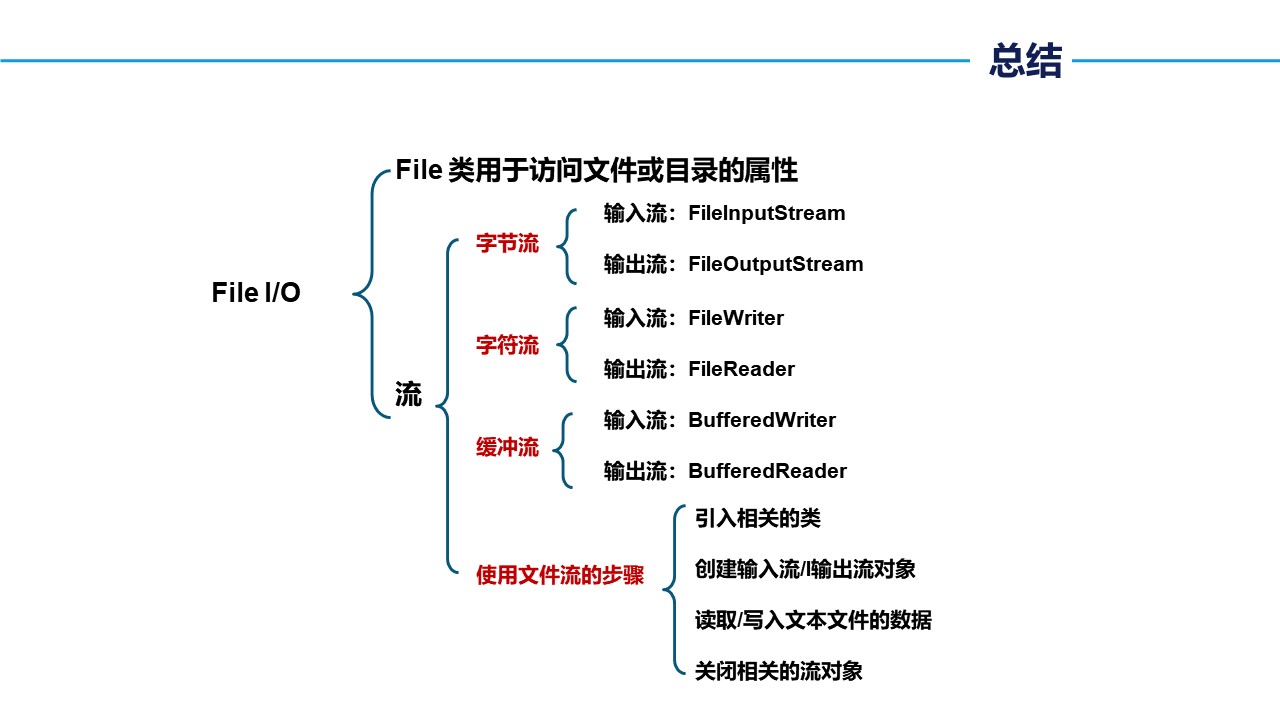 总结
File I/O
File 类用于访问文件或目录的属性
流
字节流
输入流：FileInputStream
输出流：FileOutputStream
字符流
输入流：FileWriter
输出流：FileReader
缓冲流
输入流：BufferedWriter
输出流：BufferedReader
使用文件流的步骤
引入相关的类
创建输入流/l输出流对象
读取/写入文本文件的数据
关闭相关的流对象